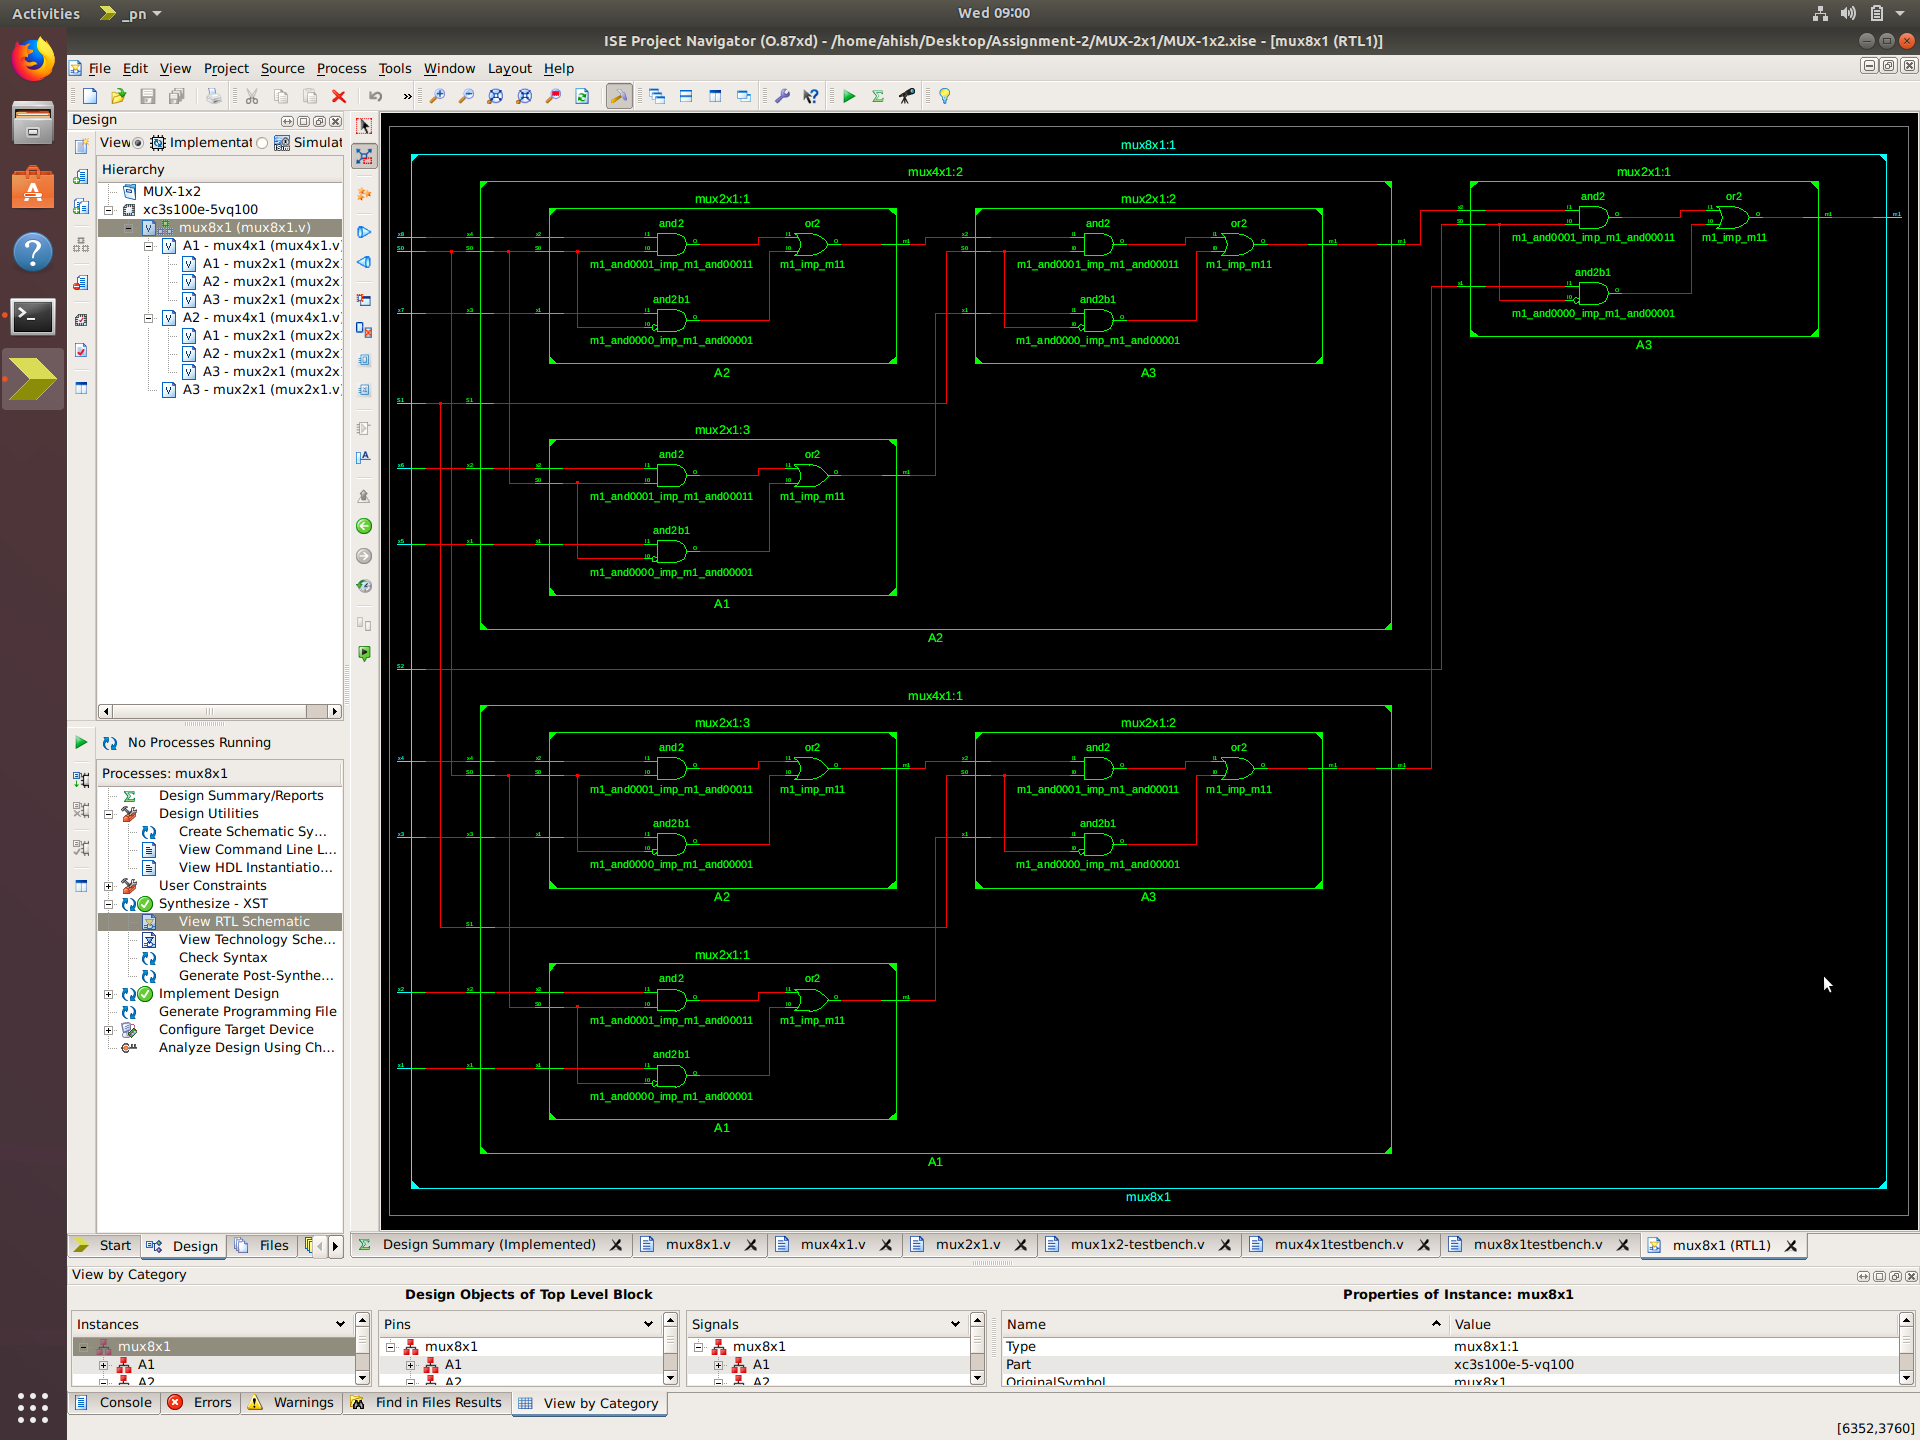 Activities
_pn
Wed 09:00
ISE Project Navigator (O.87xd) - /home/ahish/Desktop/Assignment-2/MUX-2x1/MUX-1x2.xise - [mux8x1 (RTL1)]
File Edit View Project Source Process Tools Window Layout Help
Design
View Implementat Simulat
Hierarchy
MUX-1x2
xc3s100e-5vq100
mux8x1 (mux8x1.v)
A1 - mux4x1 (mux4x1.v
A1 - mux2x1 (mux2x
A2 - mux2x1 (mux2x
A3 - mux2x1 (mux2x
A2 - mux4x1 (mux4x1.v
A1 - mux2x1 (mux2x
A2 - mux2x1 (mux2x
A3 - mux2x1 (mux2x
A3 - mux2x1 (mux2x1.v
No Processes Running
Processes: mux8x1
Design Summary/Reports
Design Utilities
Create Schematic Sy...
View Command Line L...
View HDL Instantiatio...
User Constraints
Synthesize - XST
View RTL Schematic
View Technology Sche...
Check Syntax
Generate Post-Synthe...
Implement Design
Generate Programming File
Configure Target Device
Analyze Design Using Ch...
Start Design Files
mux8x1:1
mux4x1:2
mux2x1:1
and2 or2
m1_and0001_imp_m1_and00011 m1_imp_m11
and2b1
m1_and0000_imp_m1_and00001
A2
mux2x1:2
and2 or2
m1_and0001_imp_m1_and00011 m1_imp_m11
and2b1
m1_and0000_imp_m1_and00001
A3
mux2x1:1
and2 or2
m1_and0001_imp_m1_and00011 m1_imp_m11
and2b1
m1_and0000_imp_m1_and00001
A3
mux2x1:3
and2 or2
m1_and0001_imp_m1_and00011 m1_imp_m11
and2b1
m1_and0000_imp_m1_and00001
A1
A2
mux4x1:1
mux2x1:3
and2 or2
m1_and0001_imp_m1_and00011 m1_imp_m11
and2b1
m1_and0000_imp_m1_and00001
A2
mux2x1:2
and2 or2
m1_and0001_imp_m1_and00011 m1_imp_m11
and2b1
m1_and0000_imp_m1_and00001
A3
mux2x1:1
and2 or2
m1_and0001_imp_m1_and00011 m1_imp_m11
and2b1
m1_and0000_imp_m1_and00001
A1
A1
mux8x1
Design Summary (Implemented) mux8x1.v mux4x1.v mux2x1.v mux1x2-testbench.v mux4x1testbench.v mux8x1testbench.v mux8x1 (RTL1)
View by Category
Design Objects of Top Level Block
Properties of Instance: mux8x1
Instances Pins Signals Name Value
mux8x1 mux8x1 mux8x1 Type mux8x1:1
A1 A1 A1 Part xc3s100e-5-vq100
A2 A2 A2 OriginalSymbol mux8x1
Console Errors Warnings Find in Files Results View by Category
[6352,3760]